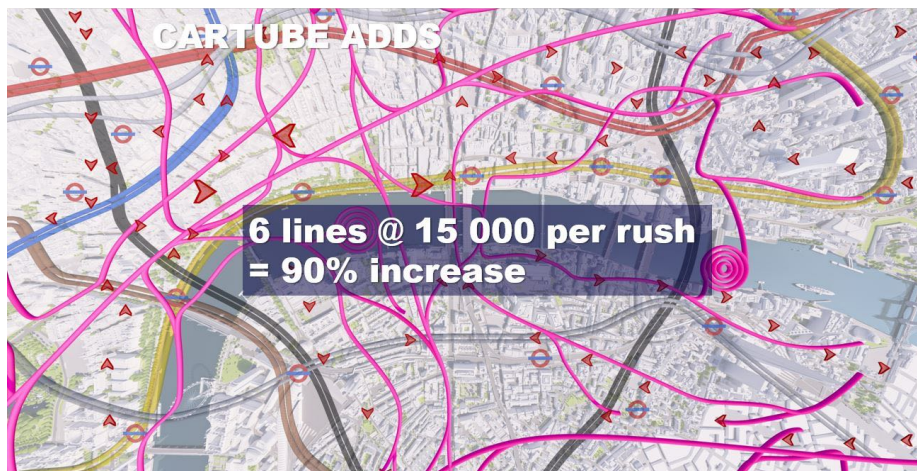 CARTUBE ADDS
6 lines @ 15 000 per rush
= 90% increase